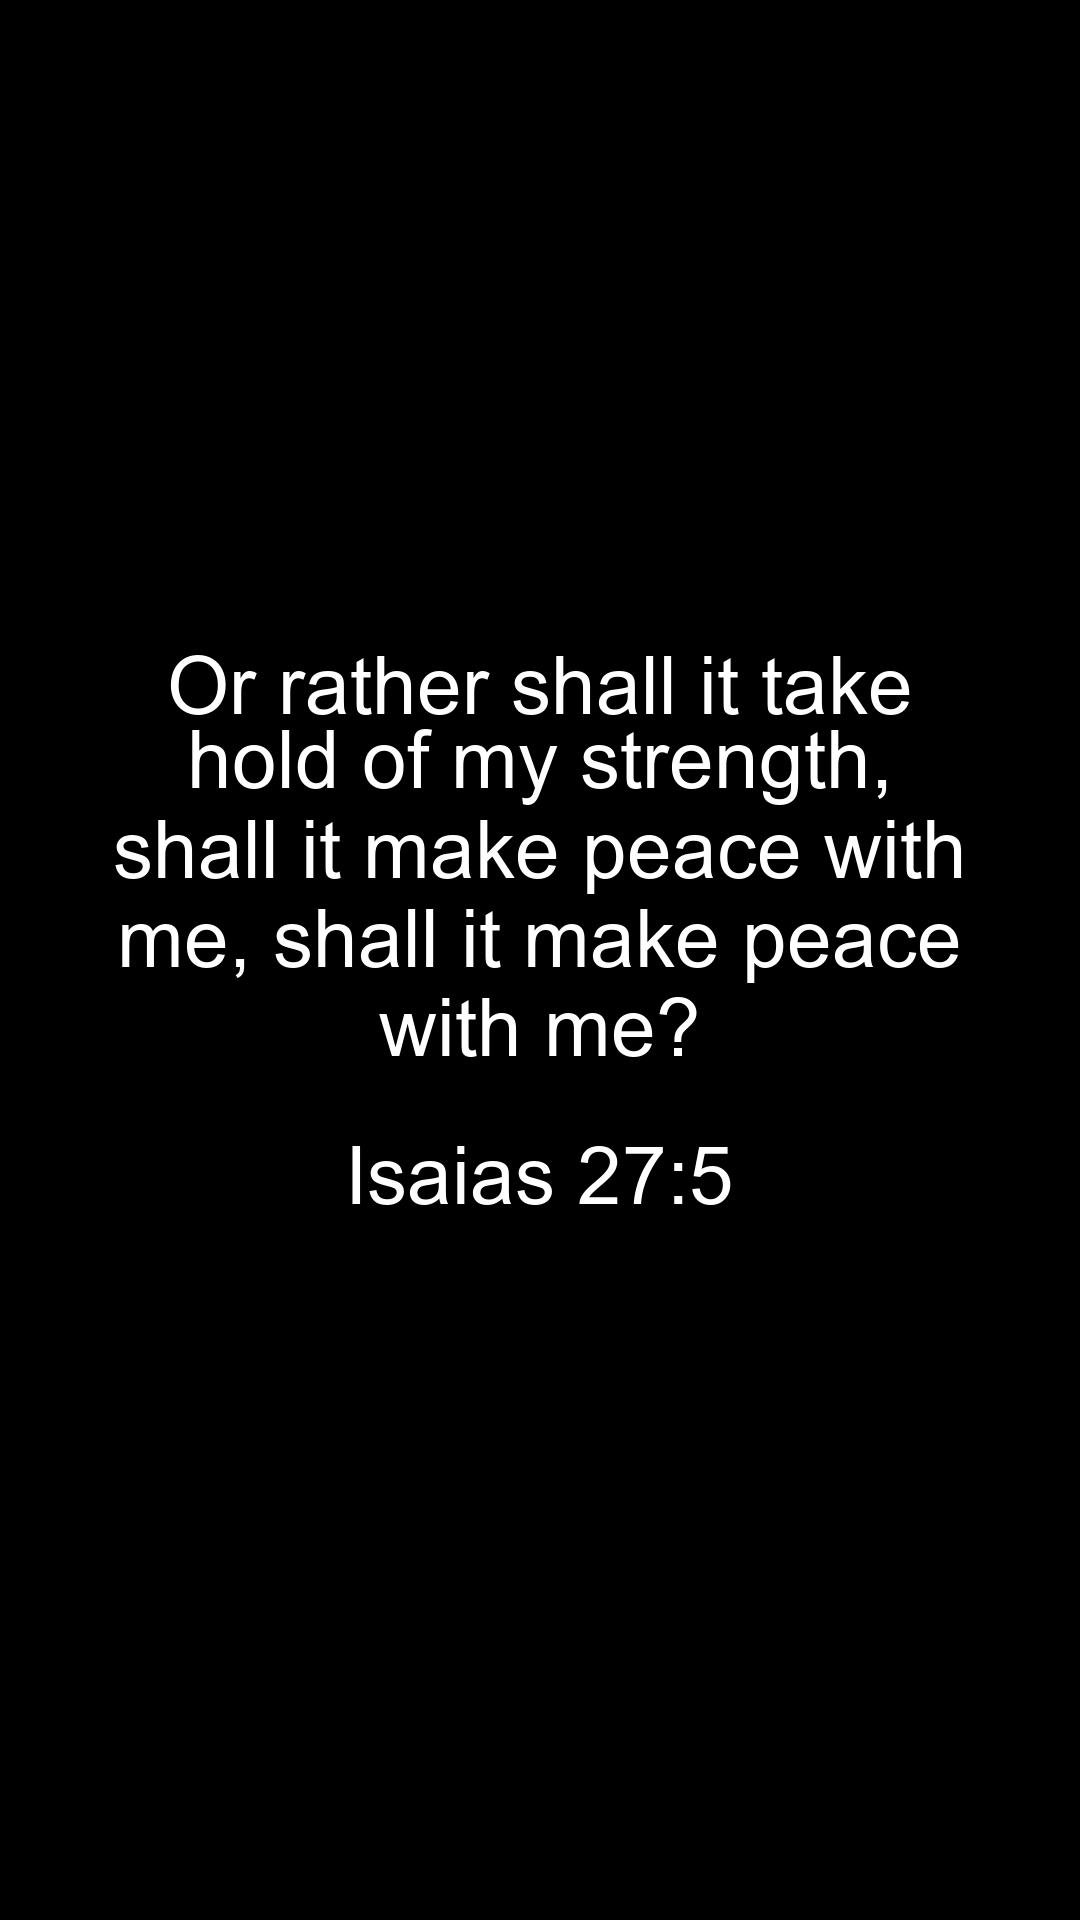 Or rather shall it take
hold of my strength,
shall it make peace with
me, shall it make peace
with me?
Isaias 27:5